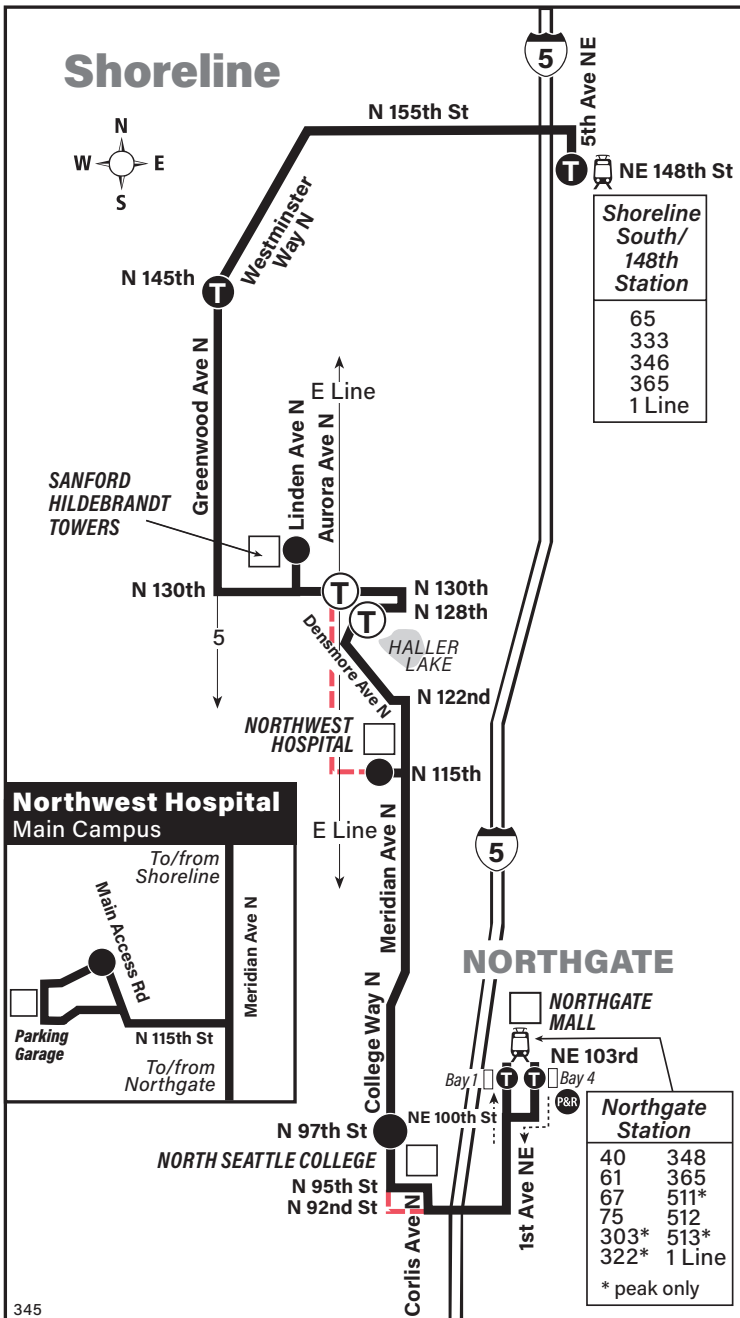 Shoreline
5
5th Ave NE
N 155th St
N
W E
S
T
NE 148th St
Westminster
Way N
N 145th
T
Shoreline
South/
148th
Station
65
333
346
365
1 Line
Greenwood Ave N
E Line
Linden Ave N
Aurora Ave N
SANFORD
HILDEBRANDT
TOWERS
N 130th
T
N 130th
N 128th
T
5
Densmore Ave N
HALLER
LAKE
N 122nd
NORTHWEST
HOSPITAL
N 115th
E Line
5
Meridian Ave N
Northwest Hospital
Main Campus
To/from
Shoreline
Main Access Rd
Meridian Ave N
Parking
Garage
N 115th St
To/from
Northgate
College Way N
NORTHGATE
NORTHGATE
MALL
NE 103rd
Bay 1
T
T
Bay 4
P&R
NE 100th St
N 97th St
NORTH SEATTLE COLLEGE
N 95th St
N 92nd St
Corlis Ave N
1st Ave NE
Northgate
Station
40 348
61 365
67 511*
75 512
303* 513*
322* 1 Line
* peak only
345